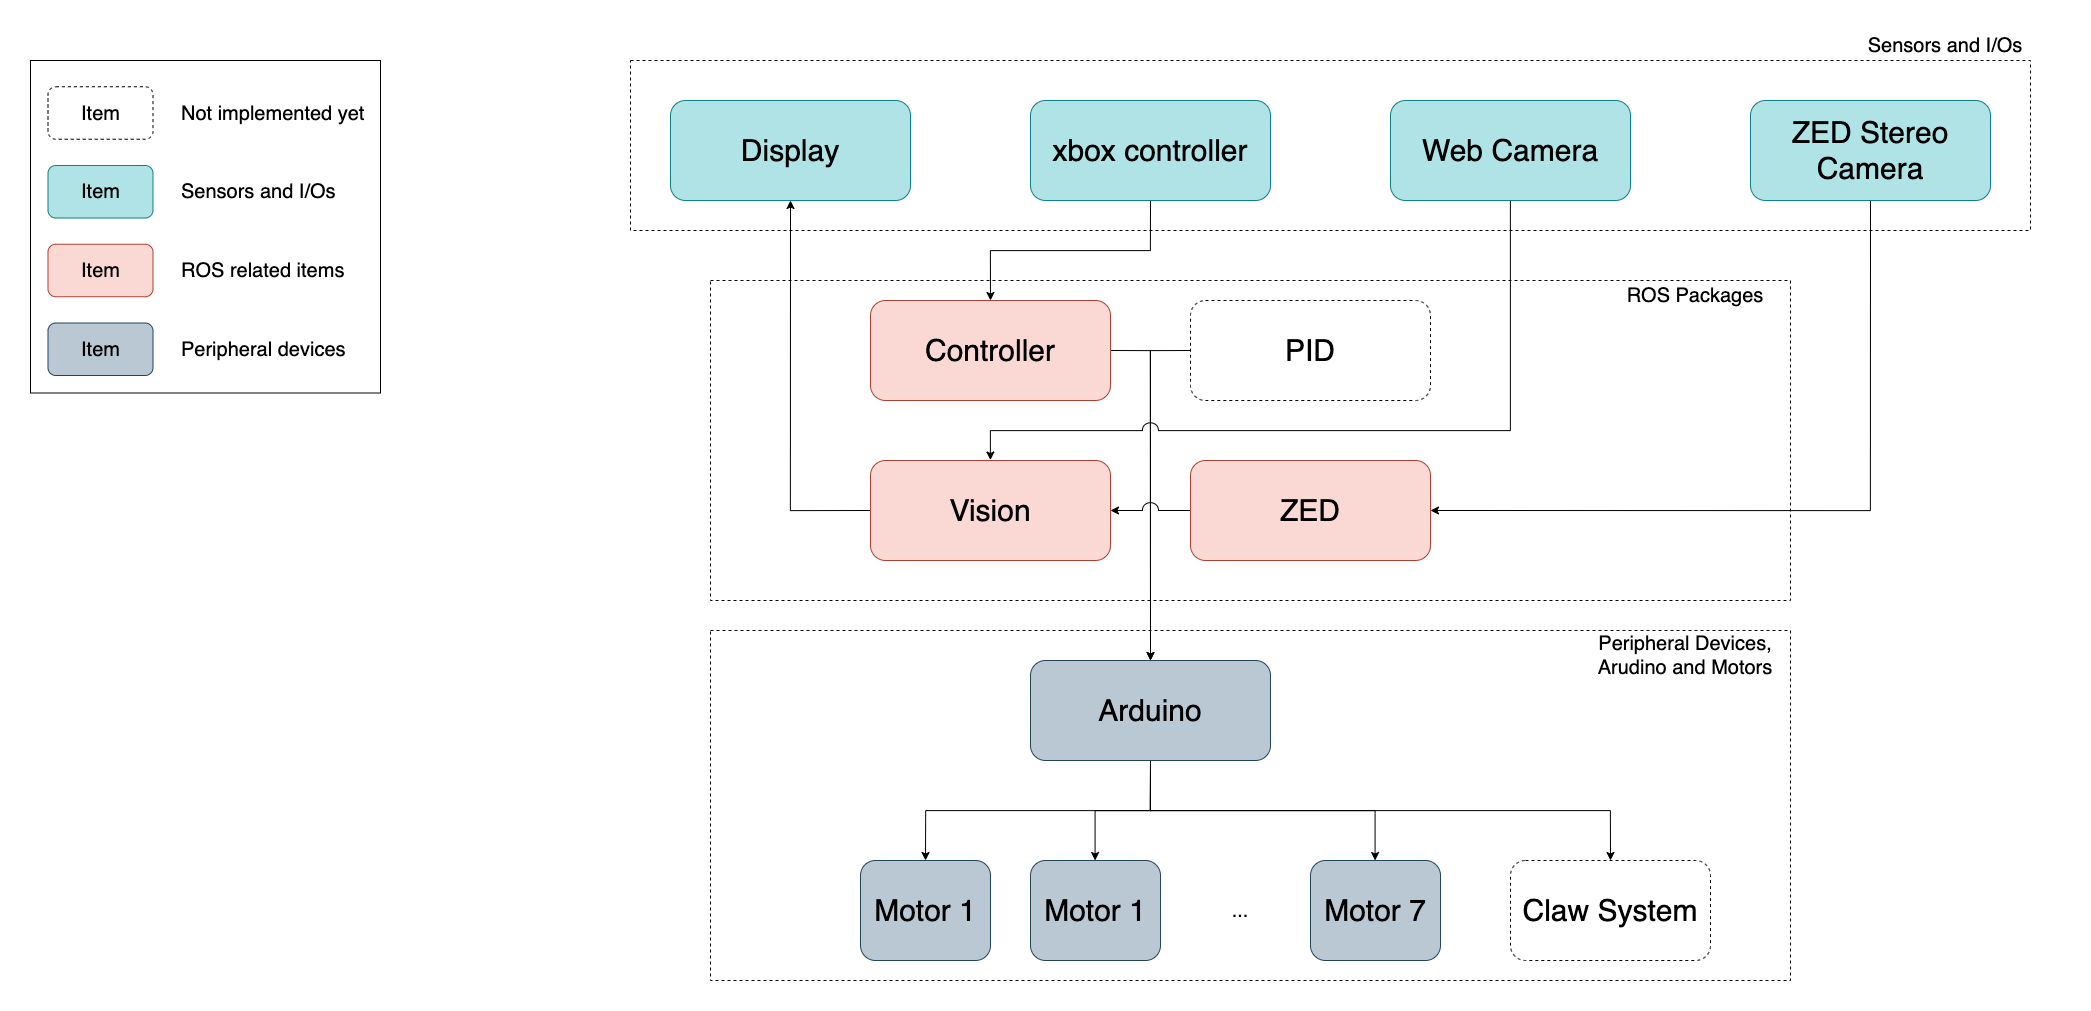 Item
Not implemented yet
Item
Sensors and I/Os
Item
ROS related items
Item
Peripheral devices
Sensors and I/Os
Display
xbox controller
Web Camera
ZED Stereo
Camera
ROS Packages
Controller
PID
Vision
ZED
Peripheral Devices,
Arudino and Motors
Arduino
Motor 1
Motor 1
...
Motor 7
Claw System